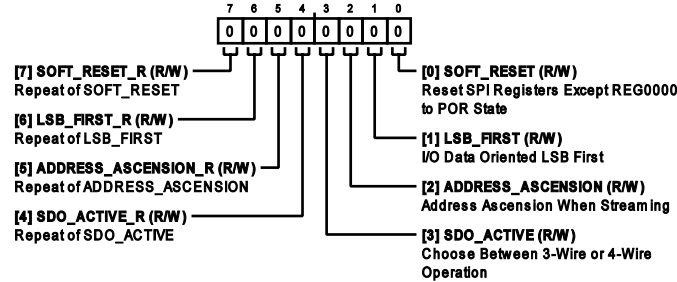 7 6 5 4 3 2 1 0
0 0 0 0 0 0 0 0
[7] SOFT_RESET_R (R/W)
Repeat of SOFT_RESET
[6] LSB_FIRST_R (R/W)
Repeat of LSB_FIRST
[5] ADDRESS_ASCENSION_R (R/W)
Repeat of ADDRESS_ASCENSION
[4] SDO_ACTIVE_R (R/W)
Repeat of SDO_ACTIVE
[0] SOFT_RESET (R/W)
Reset SPI Registers Except REG0000
to POR State
[1] LSB_FIRST (R/W)
I/O Data Oriented LSB First
[2] ADDRESS_ASCENSION (R/W)
Address Ascension When Streaming
[3] SDO_ACTIVE (R/W)
Choose Between 3-Wire or 4-Wire
Operation